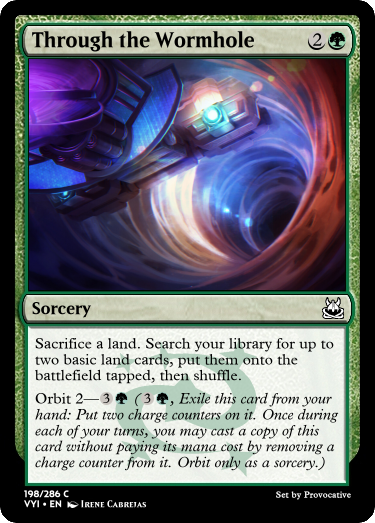 Through the Wormhole 2
Sorcery
Sacrifice a land. Search your library for up to
two basic land cards, put them onto the
battlefield tapped, then shuffle.
Orbit 2—3 ( 3 , Exile this card from your
hand: Put two charge counters on it. Once during
each of your turns, you may cast a copy of this
card without paying its mana cost by removing a
charge counter from it. Orbit only as a sorcery.)
198/286 C
VYI • EN Irene Cabreias Set by Provocative